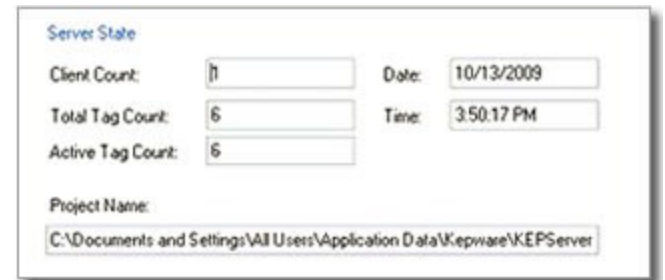 Server State
Client Count: 1 Date: 10/13/2009
Total Tag Count: 6 Time: 3:50:17 PM
Active Tag Count: 6
Project Name:
C:\Documents and Settings\All Users\Application Data\Kepware\KEPServer